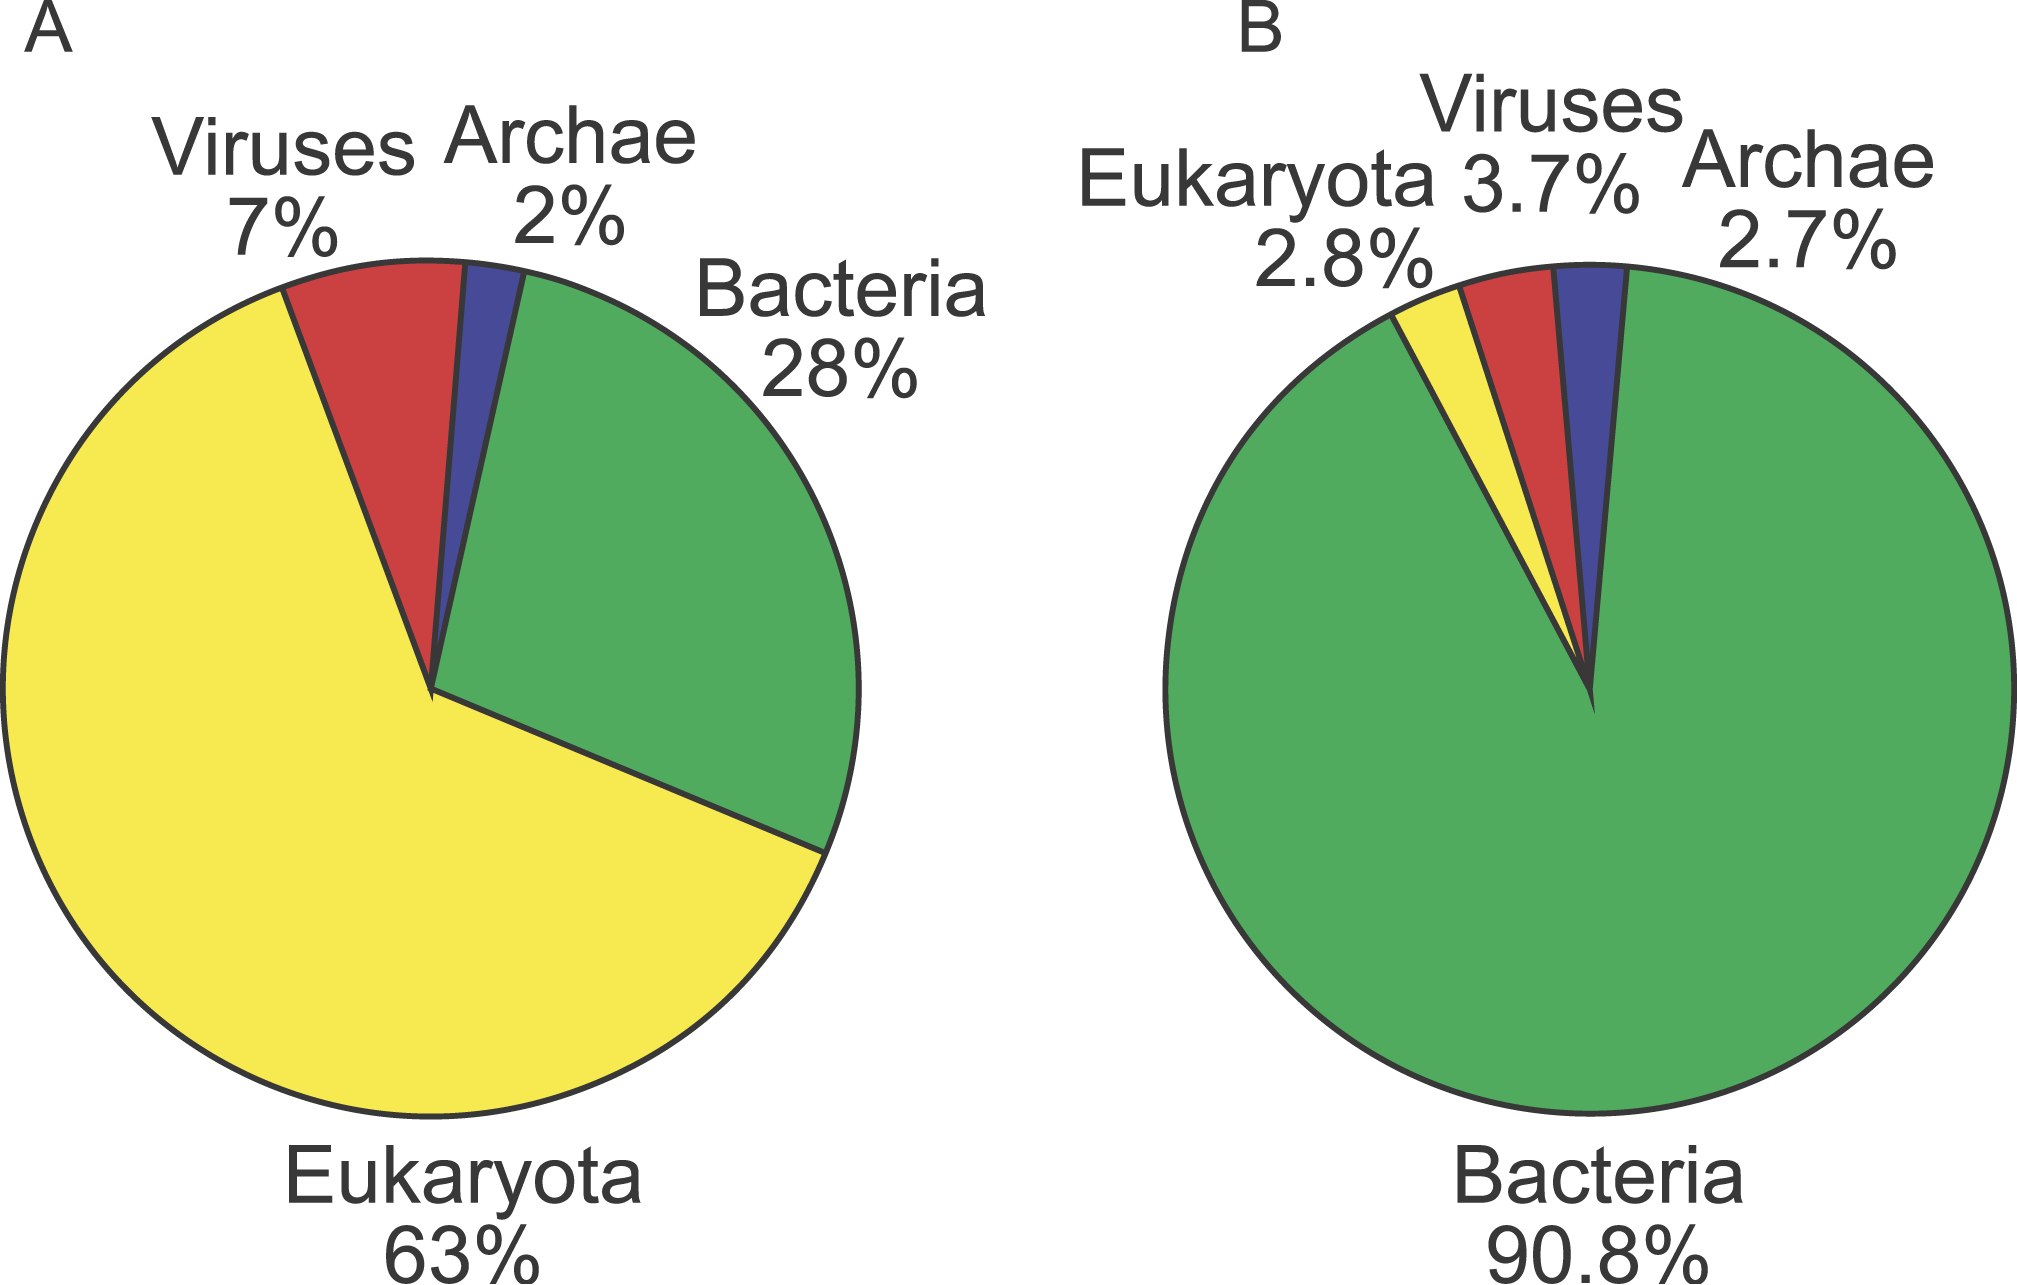 A
Viruses
7%
Archae
2%
Bacteria
28%
Eukaryota
63%
B
Eukaryota
2.8%
Viruses
3.7%
Archae
2.7%
Bacteria
90.8%